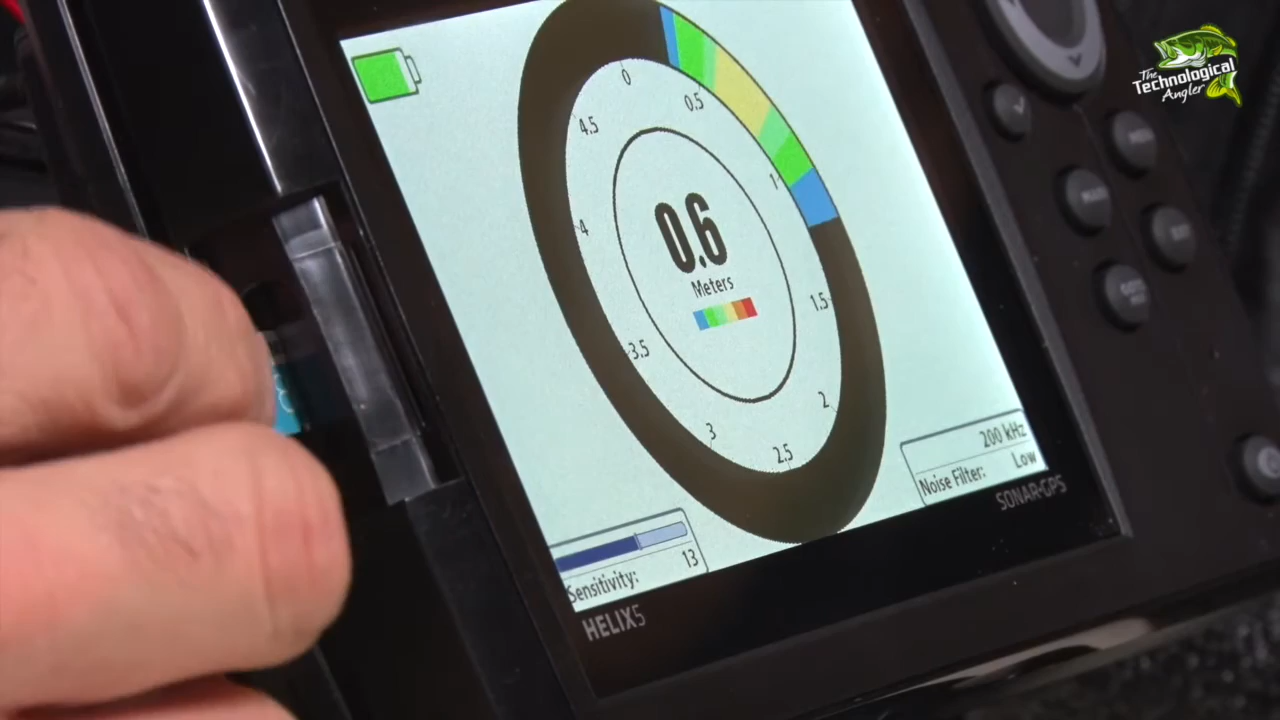 The
Technological
Angler
0
0.5
1
1.5
2
2.5
3
3.5
4
4.5
0.6
Meters
200 kHz
Noise Filter: Low
13
Sensitivity:
SONAR•GPS
HELIX5